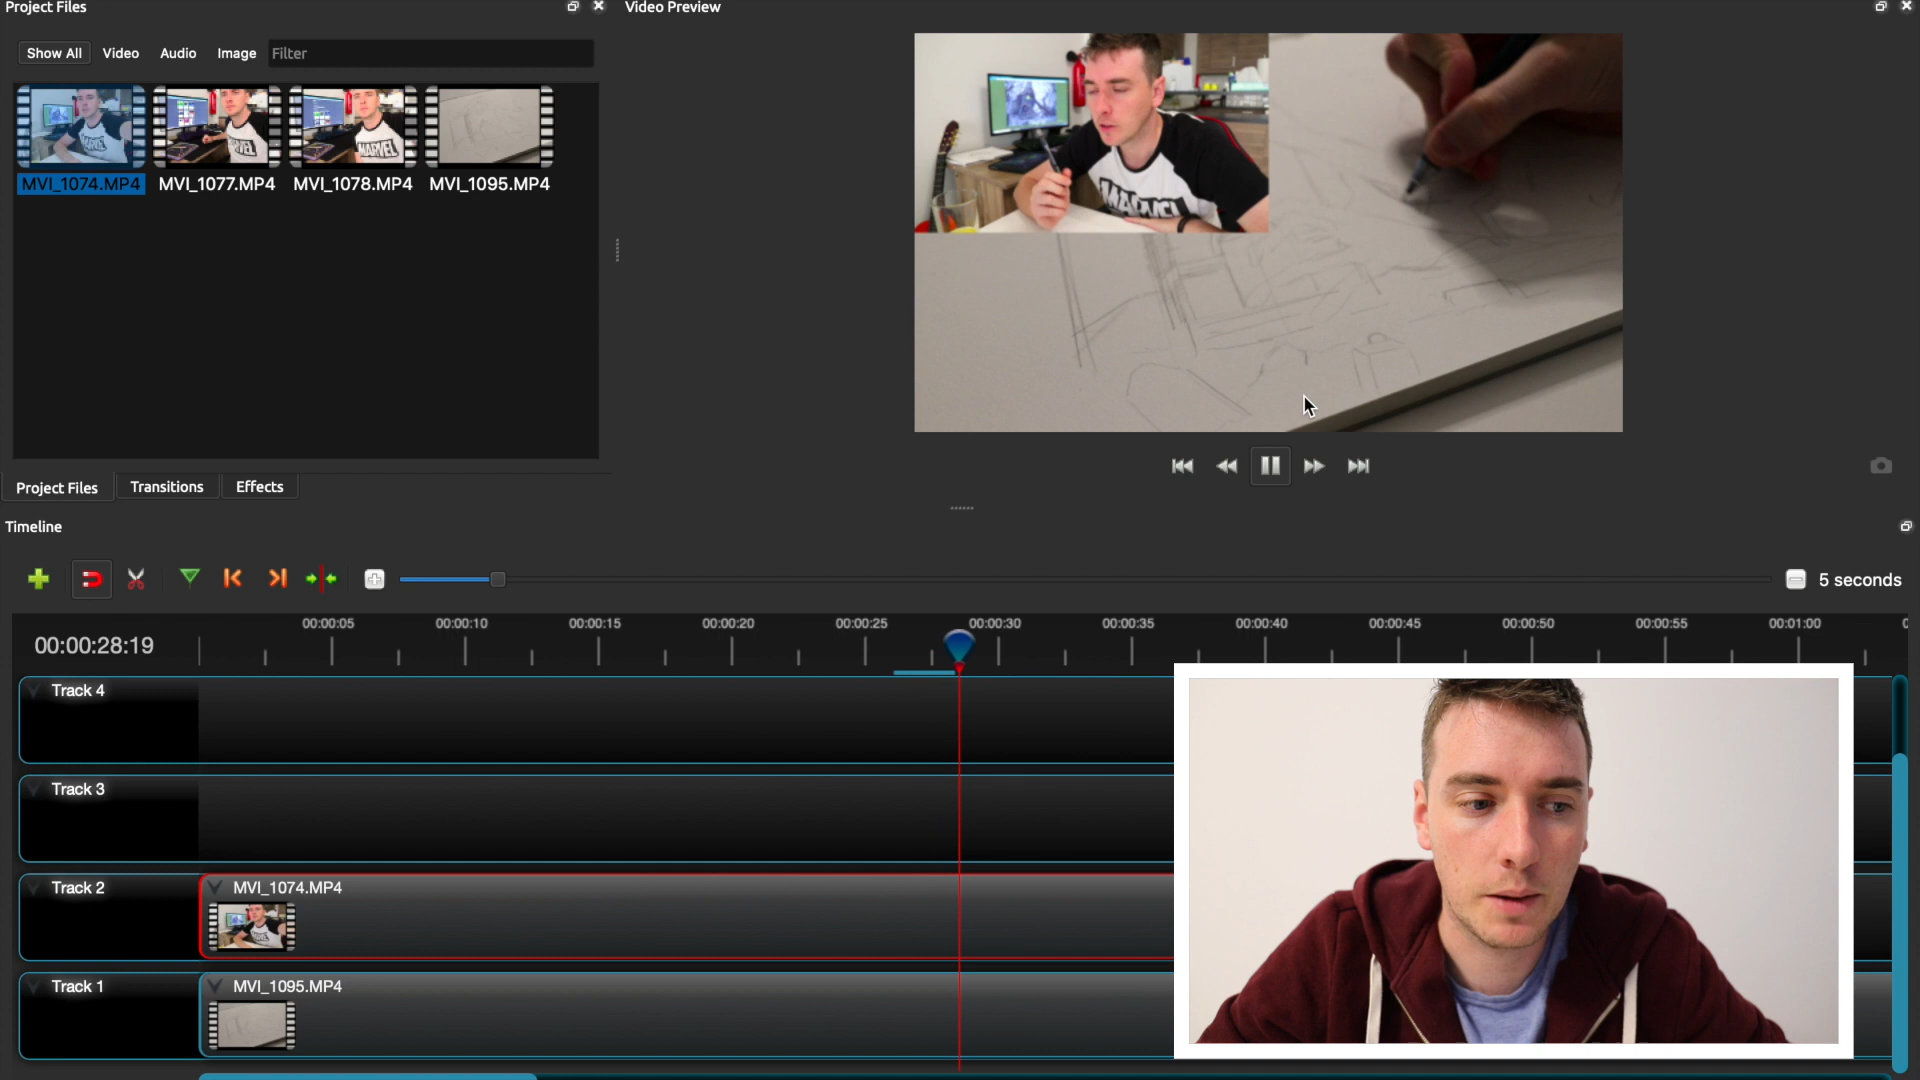 Project Files
Video Preview
Show All Video Audio Image Filter
MVI_1074.MP4 MVI_1077.MP4 MVI_1078.MP4 MVI_1095.MP4
MARVEL
MARVEL
Project Files Transitions Effects
Timeline
5 seconds
00:00:28:19
00:00:05 00:00:10 00:00:15 00:00:20 00:00:25 00:00:30 00:00:35 00:00:40 00:00:45 00:00:50 00:00:55 00:01:00
Track 4
Track 3
Track 2 MVI_1074.MP4
Track 1 MVI_1095.MP4